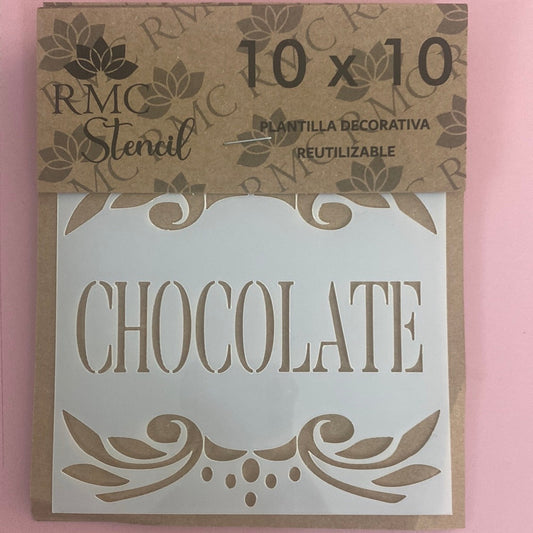 RMC
Stencil
10 x 10
PLANTILLA DECORATIVA
REUTILIZABLE
CHOCOLATE